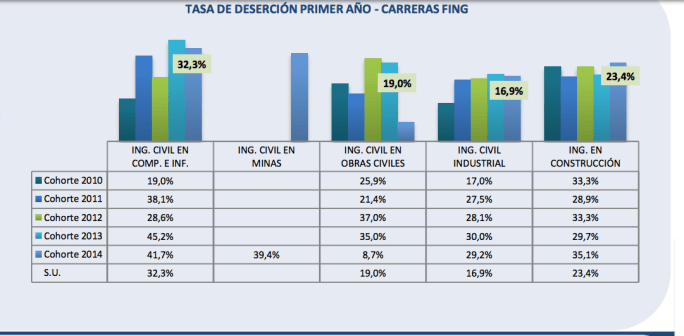 TASA DE DESERCIÓN PRIMER AÑO - CARRERAS FING
32,3%
19,0%
16,9%
23,4%
ING. CIVIL EN COMP. E INF.
ING. CIVIL EN MINAS
ING. CIVIL EN OBRAS CIVILES
ING. CIVIL INDUSTRIAL
ING. EN CONSTRUCCIÓN
Cohorte 2010 19,0% 25,9% 17,0% 33,3%
Cohorte 2011 38,1% 21,4% 27,5% 28,9%
Cohorte 2012 28,6% 37,0% 28,1% 33,3%
Cohorte 2013 45,2% 35,0% 30,0% 29,7%
Cohorte 2014 41,7% 39,4% 8,7% 29,2% 35,1%
S.U. 32,3% 19,0% 16,9% 23,4%